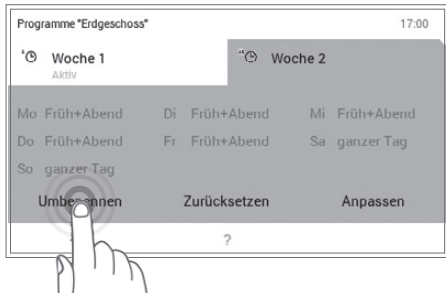 Programme "Erdgeschoss" 17:00
Woche 1 Woche 2
Aktiv
Mo Früh+Abend Di Früh+Abend Mi Früh+Abend
Do Früh+Abend Fr Früh+Abend Sa ganzer Tag
So ganzer Tag
Umbenennen Zurücksetzen Anpassen
?